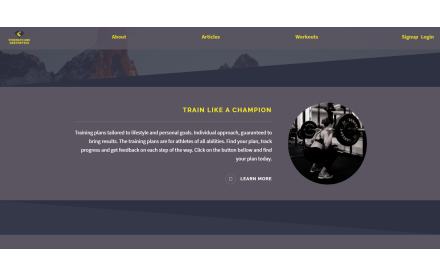 About
Articles
Workouts
Signup Login
TRAIN LIKE A CHAMPION
Training plans tailored to lifestyle and personal goals. Individual approach, guaranteed to
bring results. The training plans are for athletes of all abilities. Find your plan, track
progress and get feedback on each step of the way. Click on the button bellow and find
your plan today.
LEARN MORE